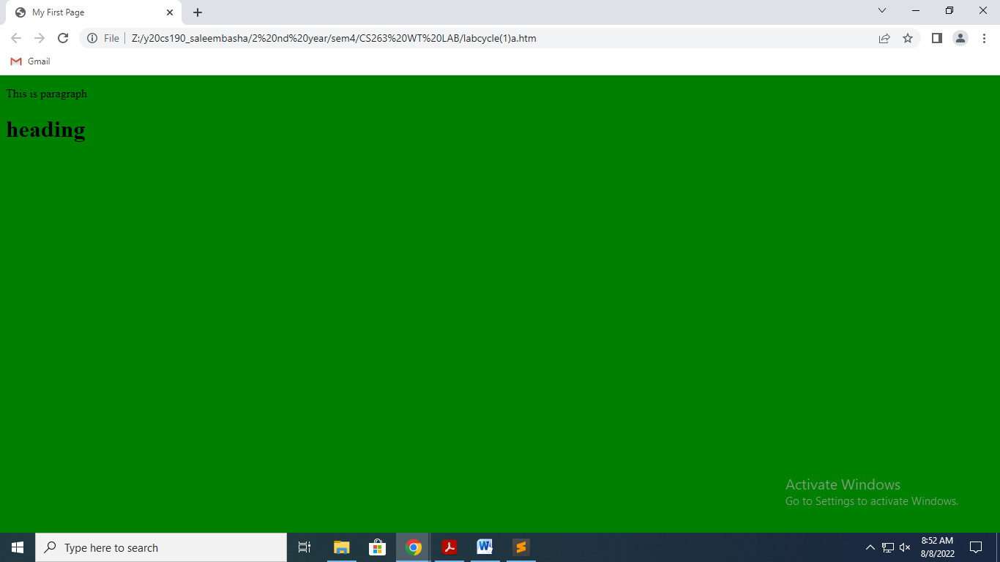 My First Page
File
Z:/y20cs190_saleembasha/2%20nd%20year/sem4/CS263%20WT%20LAB/labcycle(1)a.htm
Gmail
This is paragraph
heading
Activate Windows
Go to Settings to activate Windows.
Type here to search
8:52 AM
8/8/2022